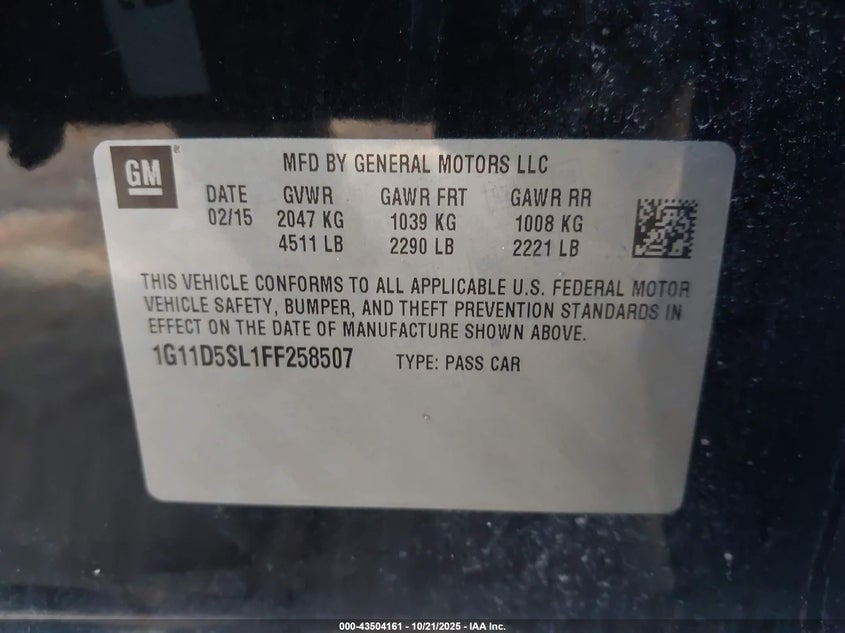 GM
MFD BY GENERAL MOTORS LLC
DATE GVWR GAWR FRT GAWR RR
02/15 2047 KG 1039 KG 1008 KG
4511 LB 2290 LB 2221 LB
THIS VEHICLE CONFORMS TO ALL APPLICABLE U.S. FEDERAL MOTOR
VEHICLE SAFETY, BUMPER, AND THEFT PREVENTION STANDARDS IN
EFFECT ON THE DATE OF MANUFACTURE SHOWN ABOVE.
1G11D5SL1FF258507 TYPE: PASS CAR
000-43504161 - 10/21/2025 - IAA Inc.